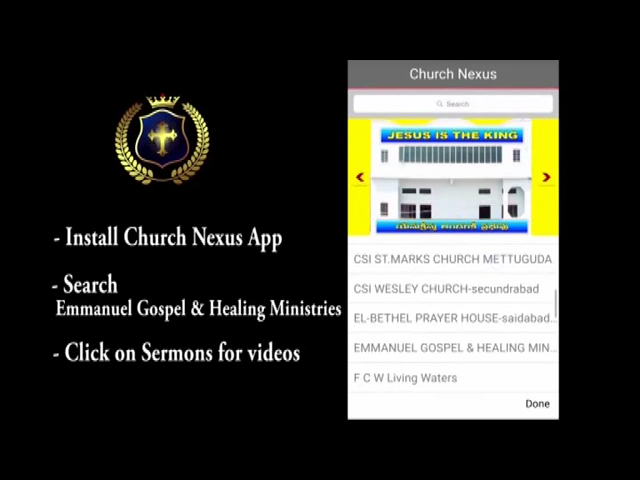 - Install Church Nexus App
- Search
Emmanuel Gospel & Healing Ministries
- Click on Sermons for videos
Church Nexus
Search
JESUS IS THE KING
CSI ST.MARKS CHURCH METTUGUDA
CSI WESLEY CHURCH-secundrabad
EL-BETHEL PRAYER HOUSE-saidabad...
EMMANUEL GOSPEL & HEALING MIN...
F C W Living Waters
Done